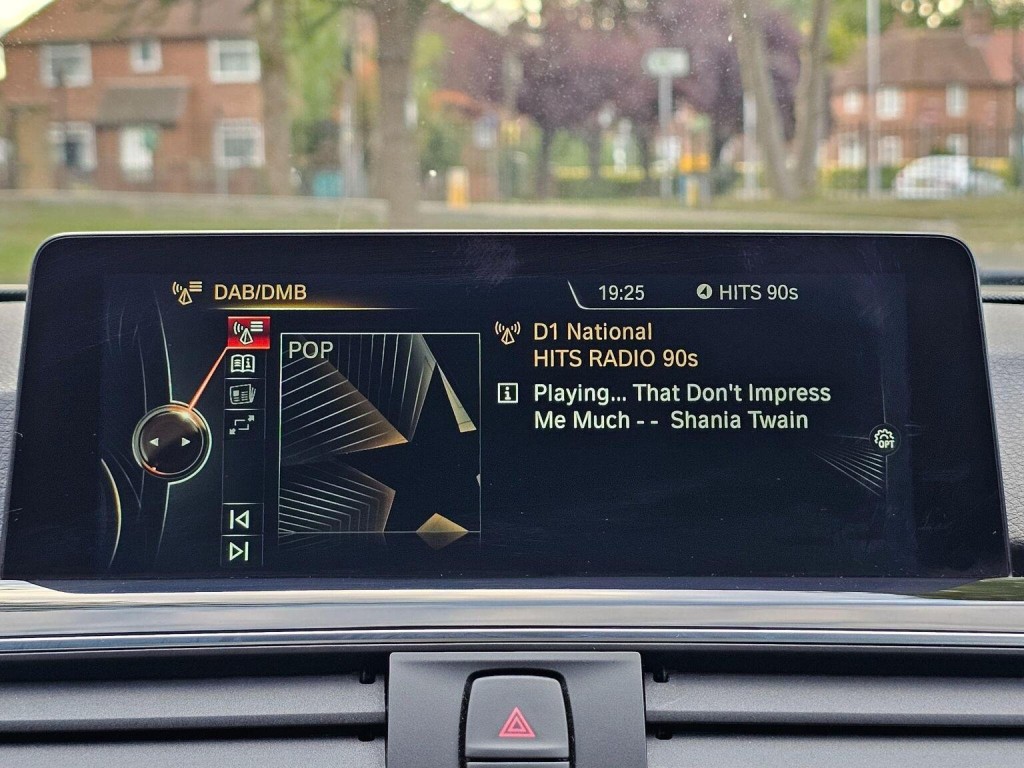 DAB/DMB
19:25
HITS 90s
POP
D1 National
HITS RADIO 90s
Playing... That Don't Impress
Me Much -- Shania Twain
OPT